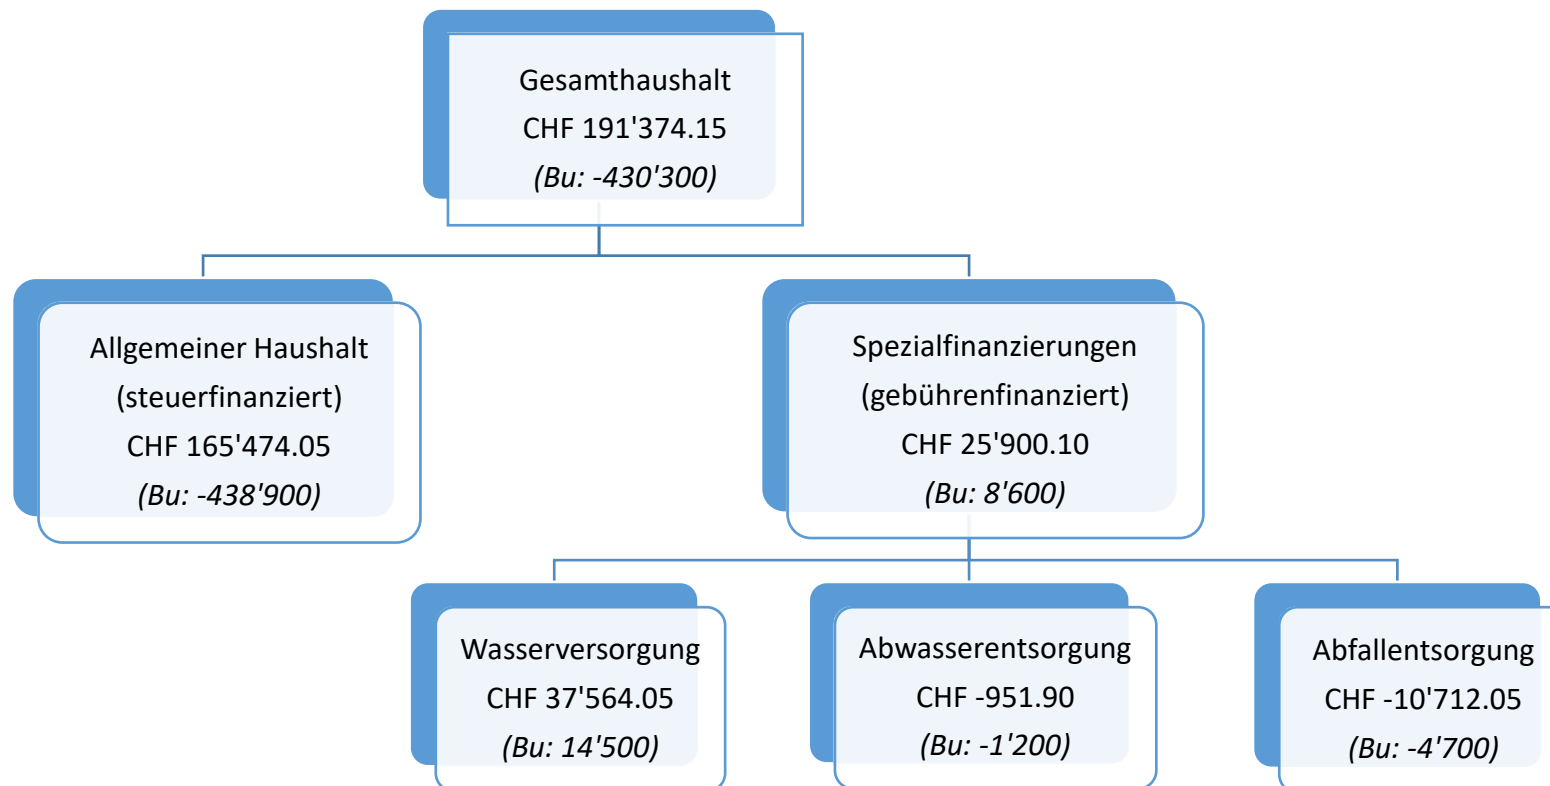 Gesamthaushalt
CHF 191'374.15
(Bu: -430'300)
Allgemeiner Haushalt
(steuerfinanziert)
CHF 165'474.05
(Bu: -438'900)
Spezialfinanzierungen
(gebührenfinanziert)
CHF 25'900.10
(Bu: 8'600)
Wasserversorgung
CHF 37'564.05
(Bu: 14'500)
Abwasserentsorgung
CHF -951.90
(Bu: -1'200)
Abfallentsorgung
CHF -10'712.05
(Bu: -4'700)